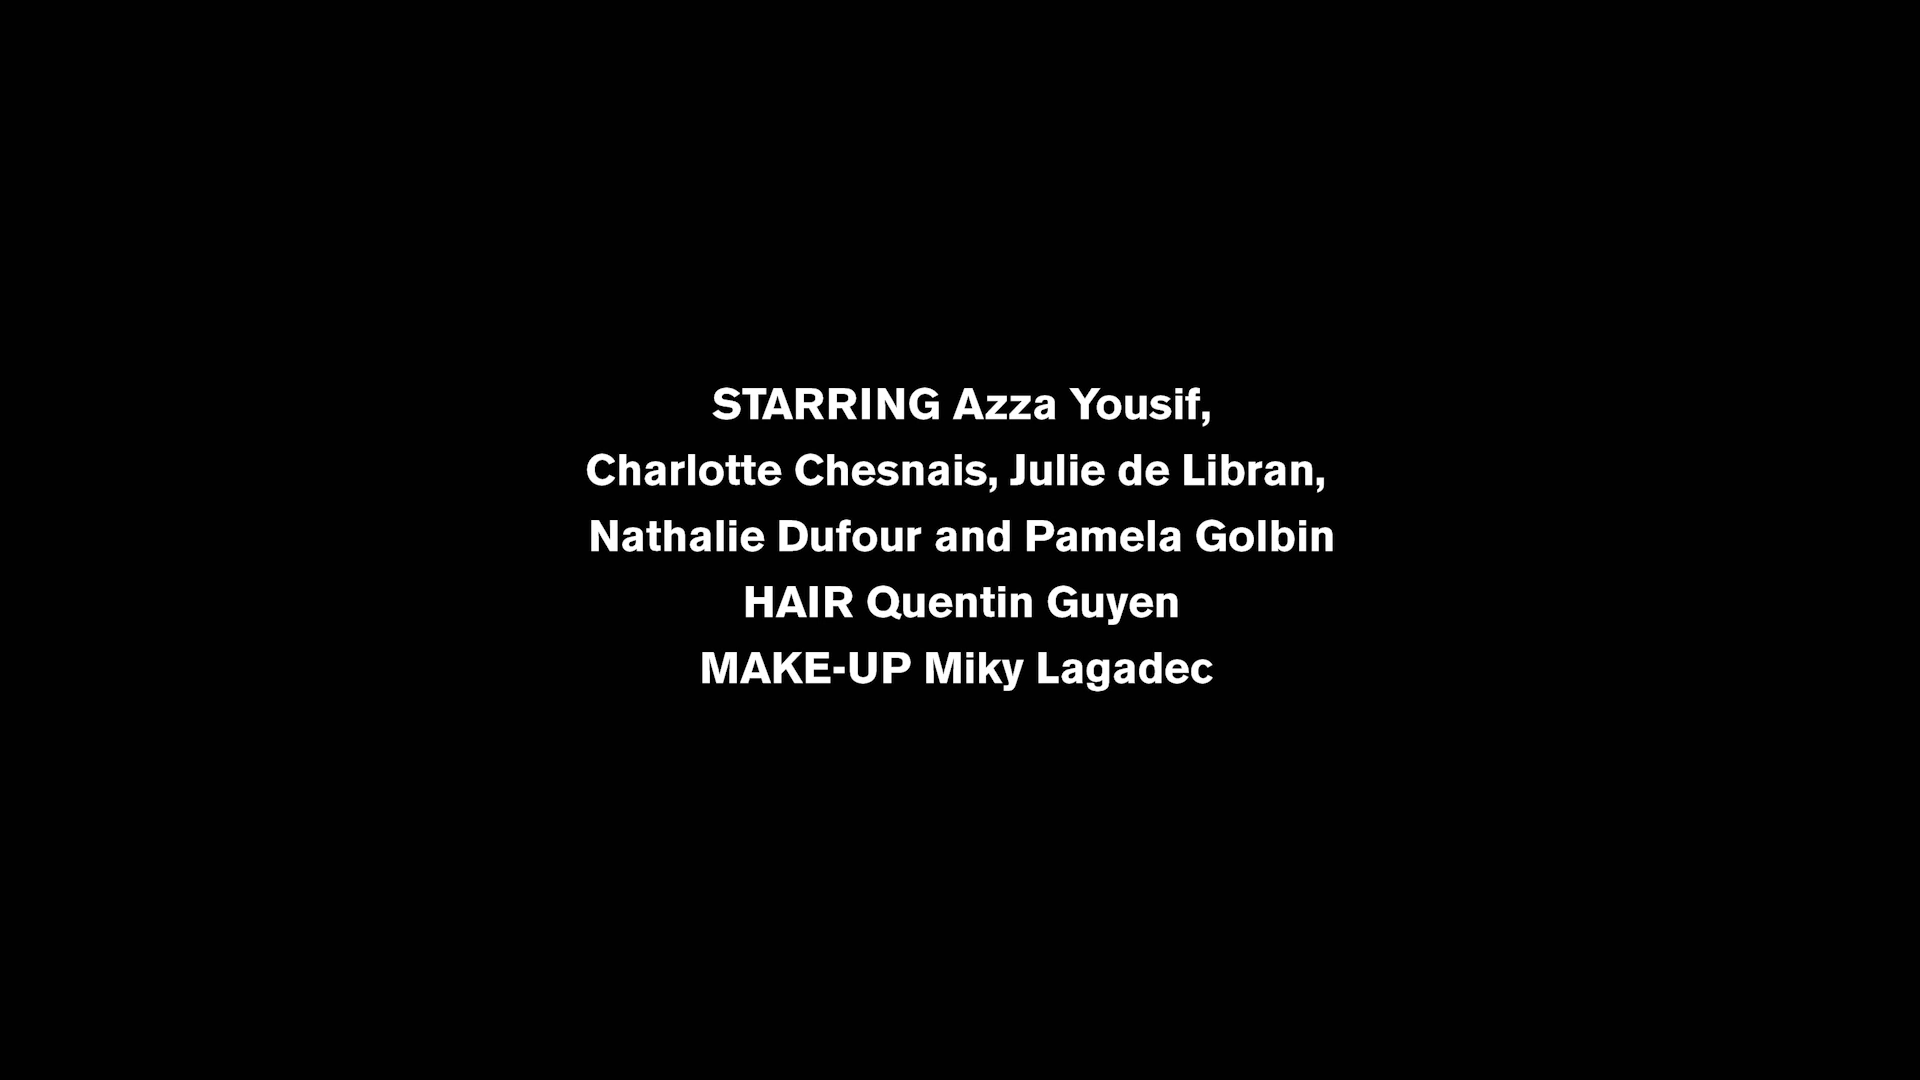 STARRING Azza Yousif,
Charlotte Chesnais, Julie de Libran,
Nathalie Dufour and Pamela Golbin
HAIR Quentin Guyen
MAKE-UP Miky Lagadec